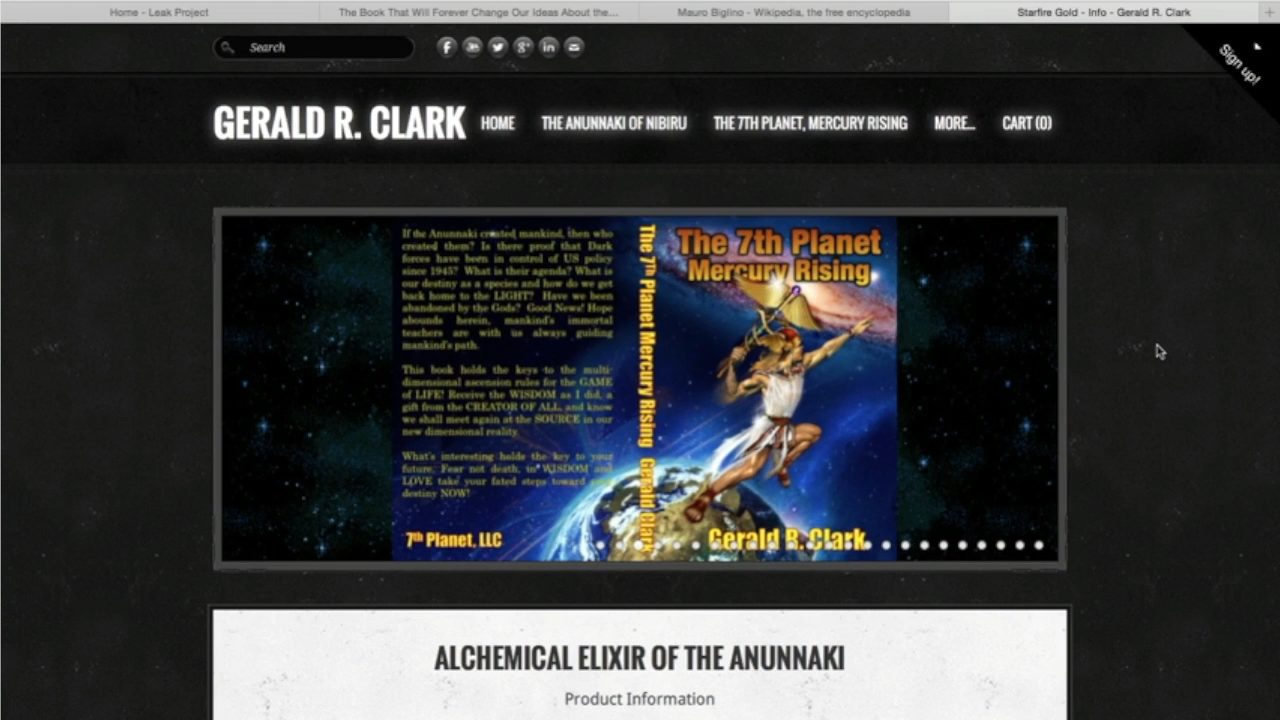 Home - Leak Project
The Book That Will Forever Change Our Ideas About the...
Mauro Biglino - Wikipedia, the free encyclopedia
Starfire Gold - Info - Gerald R. Clark
Search
Sign up!
GERALD R. CLARK
HOME
THE ANUNNAKI OF NIBIRU
THE 7TH PLANET, MERCURY RISING
MORE...
CART (0)
If the Anunnaki created mankind, then who
created them? Is there proof that Dark
forces have been in control of US policy
since 1945? What is their agenda? What is
our destiny as a species and how do we get
back home to the LIGHT? Have we been
abandoned by the Gods? Good News! Hope
abounds herein, mankind's immortal
teachers are with us always guiding
mankind's path.
This book holds the keys to the multi-
dimensional ascension rules for the GAME
of LIFE! Receive the WISDOM as I did, a
gift from the CREATOR OF ALL, and know
we shall meet again at the SOURCE in our
new dimensional reality.
What's interesting holds the key to your
future. Fear not death, in WISDOM and
LOVE take your fated steps toward your
destiny NOW!
7th Planet, LLC
The 7th Planet Mercury Rising Gerald Clark
The 7th Planet
Mercury Rising
Gerald R. Clark
ALCHEMICAL ELIXIR OF THE ANUNNAKI
Product Information